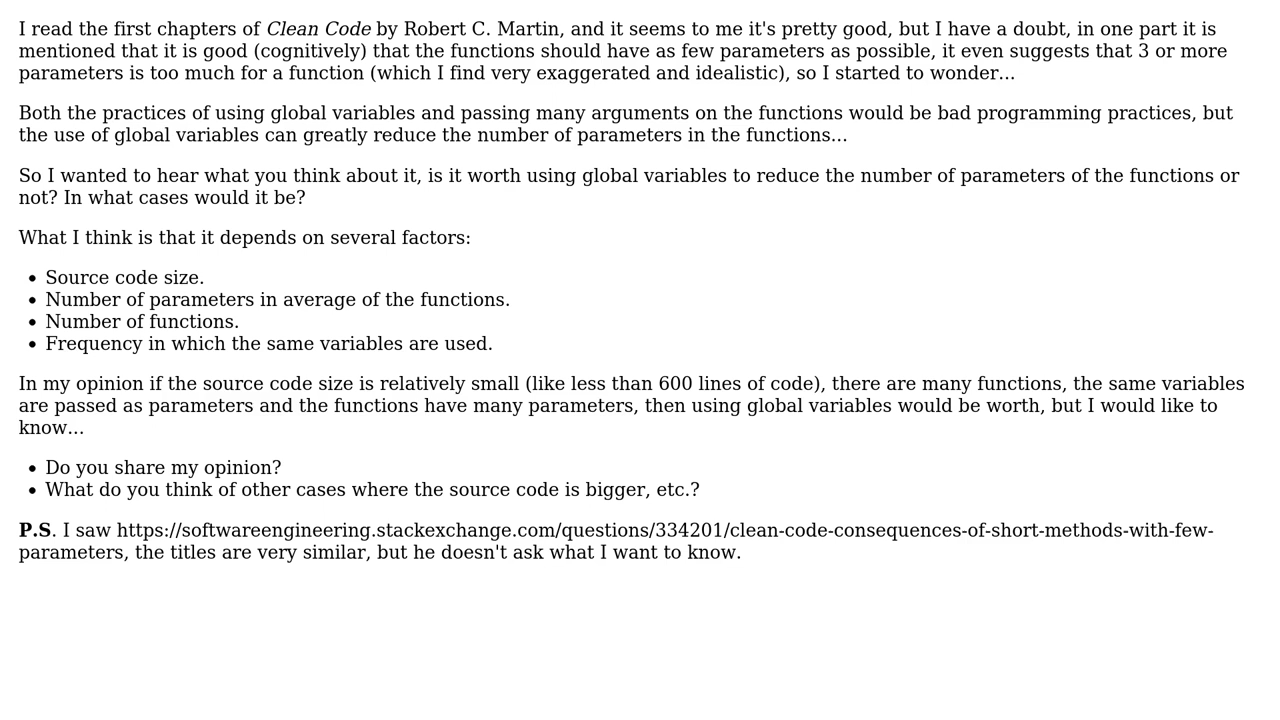 I read the first chapters of Clean Code by Robert C. Martin, and it seems to me it's pretty good, but I have a doubt, in one part it is
mentioned that it is good (cognitively) that the functions should have as few parameters as possible, it even suggests that 3 or more
parameters is too much for a function (which I find very exaggerated and idealistic), so I started to wonder...
Both the practices of using global variables and passing many arguments on the functions would be bad programming practices, but
the use of global variables can greatly reduce the number of parameters in the functions...
So I wanted to hear what you think about it, is it worth using global variables to reduce the number of parameters of the functions or
not? In what cases would it be?
What I think is that it depends on several factors:
• Source code size.
• Number of parameters in average of the functions.
• Number of functions.
• Frequency in which the same variables are used.
In my opinion if the source code size is relatively small (like less than 600 lines of code), there are many functions, the same variables
are passed as parameters and the functions have many parameters, then using global variables would be worth, but I would like to
know...
• Do you share my opinion?
• What do you think of other cases where the source code is bigger, etc.?
P.S. I saw https://softwareengineering.stackexchange.com/questions/334201/clean-code-consequences-of-short-methods-with-few-
parameters, the titles are very similar, but he doesn't ask what I want to know.